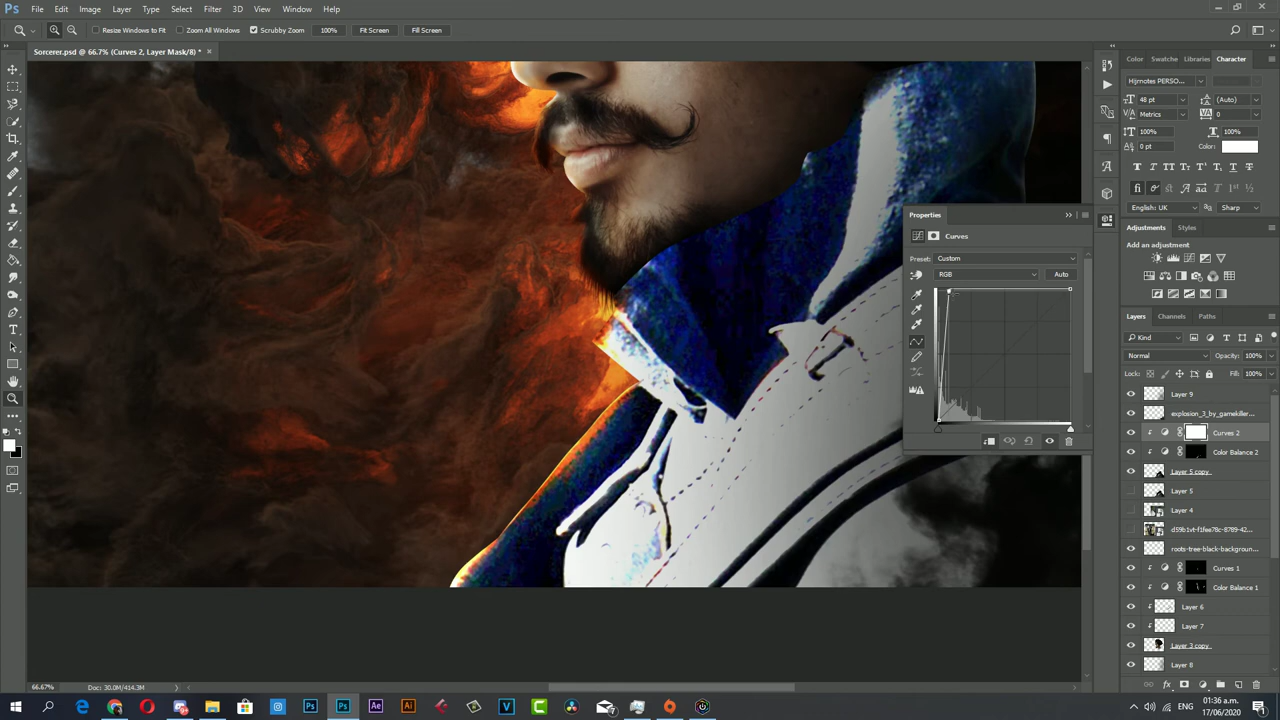 Ps File Edit Image Layer Type Select Filter 3D View Window Help
Resize Windows to Fit Zoom All Windows Scrubby Zoom 100% Fit Screen Fill Screen
Sorcerer.psd @ 66.7% (Curves 2, Layer Mask/8) * ×
Color Swatche Libraries Character
Hijrnotes PERSO...
48 pt (Auto)
Metrics 0
100% 100%
0 pt Color:
English: UK Sharp
Properties
Curves
Preset: Custom
RGB Auto
Adjustments Styles
Add an adjustment
Layers Channels Paths
Kind
Normal Opacity: 100%
Lock: Fill: 100%
Layer 9
explosion_3_by_gamekiller...
Curves 2
Color Balance 2
Layer 5 copy
Layer 5
Layer 4
d59b1vt-f1fee78c-8789-42...
roots-tree-black-backgroun...
Curves 1
Color Balance 1
Layer 6
Layer 7
Layer 3 copy
Layer 8
66.67% Doc: 30.0M/414.3M
ENG 01:36 a.m.
17/06/2020